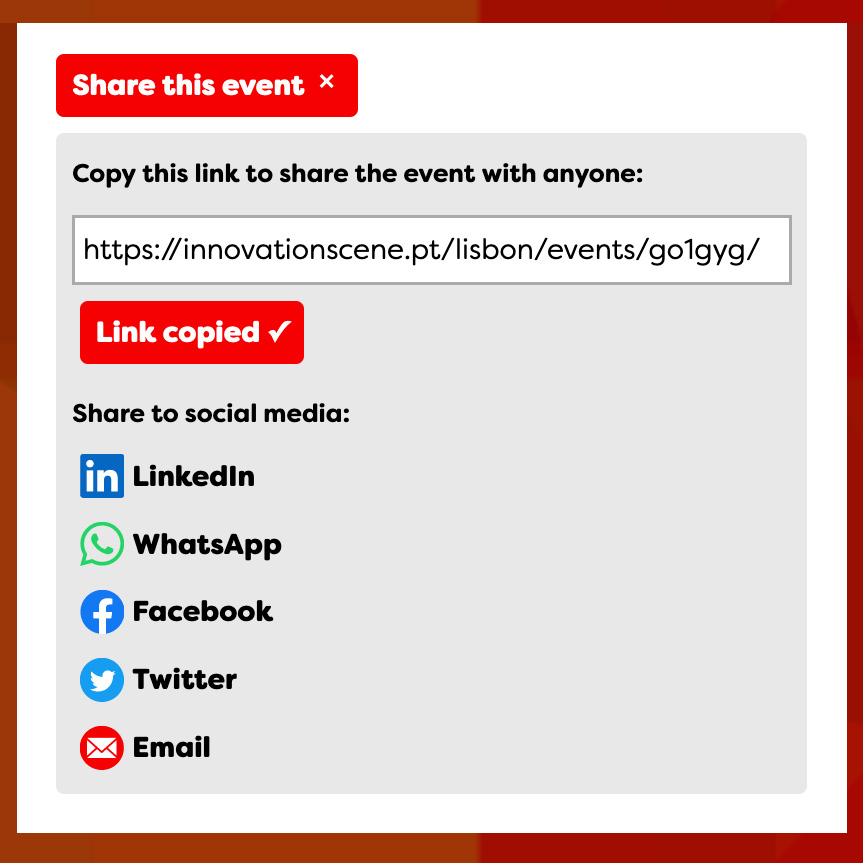 Share this event ×
Copy this link to share the event with anyone:
https://innovationscene.pt/lisbon/events/go1gyg/
Link copied ✓
Share to social media:
in LinkedIn
WhatsApp
Facebook
Twitter
Email